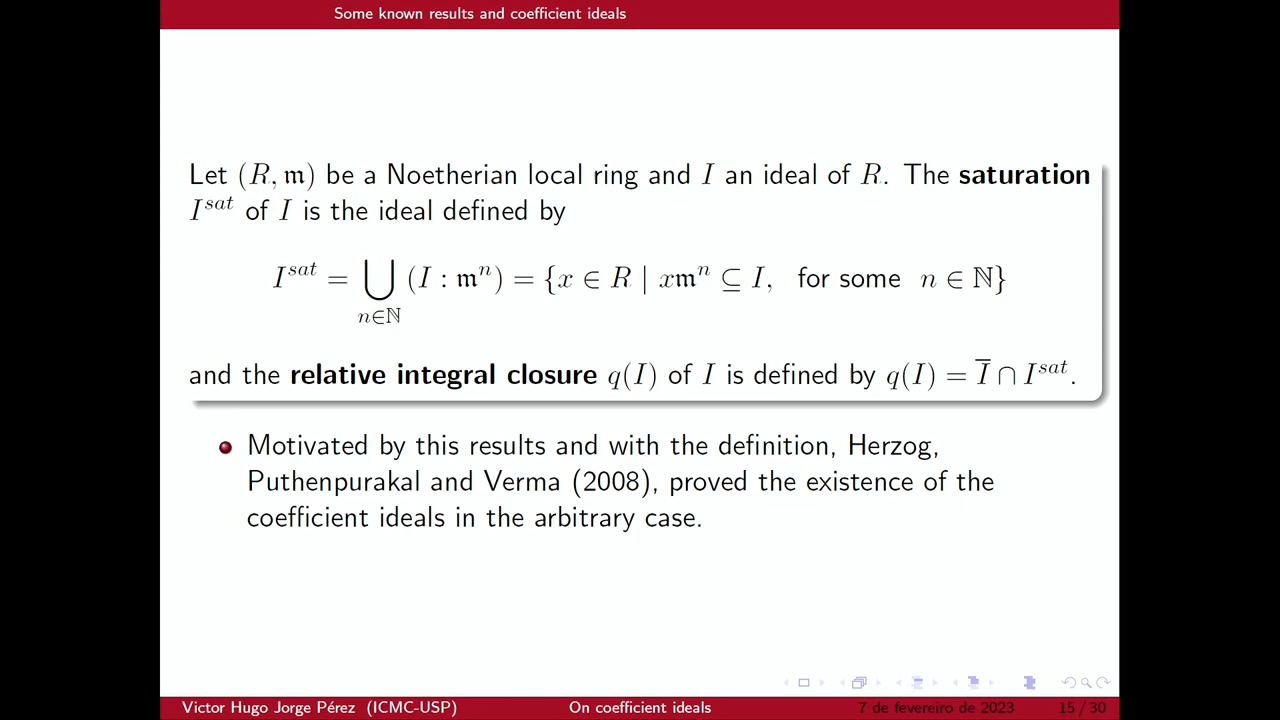 Some known results and coefficient ideals
Let (R, 𝔪) be a Noetherian local ring and I an ideal of R. The saturation
I^{sat} of I is the ideal defined by
I^{sat} = ⋃_{n∈ℕ} (I : 𝔪^n) = {x ∈ R | x𝔪^n ⊆ I, for some n ∈ ℕ}
and the relative integral closure q(I) of I is defined by q(I) = \overline{I} ∩ I^{sat}.
Motivated by this results and with the definition, Herzog,
Puthenpurakal and Verma (2008), proved the existence of the
coefficient ideals in the arbitrary case.
Victor Hugo Jorge Pérez (ICMC-USP) On coefficient ideals 7 de fevereiro de 2023 15 / 30